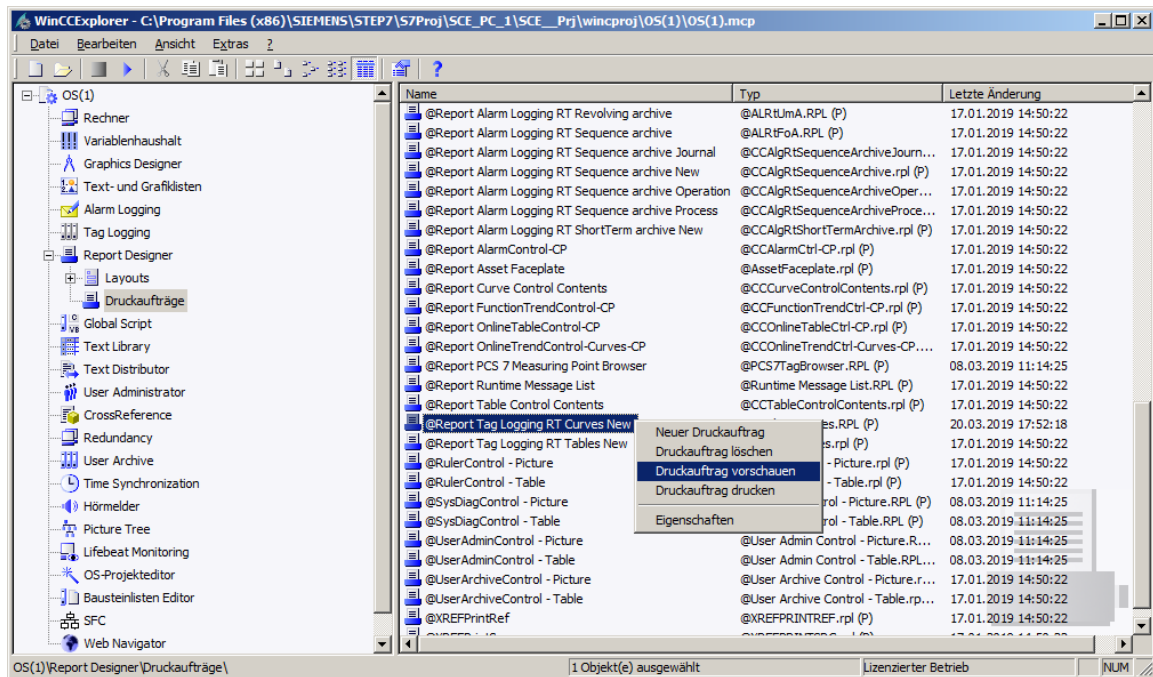 WinCCExplorer - C:\Program Files (x86)\SIEMENS\STEP7\S7Proj\SCE_PC_1\SCE__Prj\wincproj\OS(1)\OS(1).mcp
Datei Bearbeiten Ansicht Extras ?
OS(1)
Rechner
Variablenhaushalt
Graphics Designer
Text- und Grafiklisten
Alarm Logging
Tag Logging
Report Designer
Layouts
Druckaufträge
Global Script
Text Library
Text Distributor
User Administrator
CrossReference
Redundancy
User Archive
Time Synchronization
Hörmelder
Picture Tree
Lifebeat Monitoring
OS-Projekteditor
Bausteinlisten Editor
SFC
Web Navigator
Name Typ Letzte Änderung
@Report Alarm Logging RT Revolving archive @ALRtUmA.RPL (P) 17.01.2019 14:50:22
@Report Alarm Logging RT Sequence archive @ALRtFoA.RPL (P) 17.01.2019 14:50:22
@Report Alarm Logging RT Sequence archive Journal @CCAlgRtSequenceArchiveJourn... 17.01.2019 14:50:22
@Report Alarm Logging RT Sequence archive New @CCAlgRtSequenceArchive.rpl (P) 17.01.2019 14:50:22
@Report Alarm Logging RT Sequence archive Operation @CCAlgRtSequenceArchiveOper... 17.01.2019 14:50:22
@Report Alarm Logging RT Sequence archive Process @CCAlgRtSequenceArchiveProce... 17.01.2019 14:50:22
@Report Alarm Logging RT ShortTerm archive New @CCAlgRtShortTermArchive.rpl (P) 17.01.2019 14:50:22
@Report AlarmControl-CP @CCAlarmCtrl-CP.rpl (P) 17.01.2019 14:50:22
@Report Asset Faceplate @AssetFaceplate.rpl (P) 17.01.2019 14:50:22
@Report Curve Control Contents @CCCurveControlContents.rpl (P) 17.01.2019 14:50:22
@Report FunctionTrendControl-CP @CCFunctionTrendCtrl-CP.rpl (P) 17.01.2019 14:50:22
@Report OnlineTableControl-CP @CCOnlineTableCtrl-CP.rpl (P) 17.01.2019 14:50:22
@Report OnlineTrendControl-Curves-CP @CCOnlineTrendCtrl-Curves-CP.... 17.01.2019 14:50:22
@Report PCS 7 Measuring Point Browser @PCS7TagBrowser.RPL (P) 08.03.2019 11:14:25
@Report Runtime Message List @Runtime Message List.RPL (P) 17.01.2019 14:50:22
@Report Table Control Contents @CCTableControlContents.rpl (P) 17.01.2019 14:50:22
@Report Tag Logging RT Curves New es.RPL (P) 20.03.2019 17:52:18
@Report Tag Logging RT Tables New es.rpl (P) 17.01.2019 14:50:22
@RulerControl - Picture - Picture.rpl (P) 17.01.2019 14:50:22
@RulerControl - Table - Table.rpl (P) 17.01.2019 14:50:22
@SysDiagControl - Picture rol - Picture.RPL (P) 08.03.2019 11:14:25
@SysDiagControl - Table rol - Table.RPL (P) 08.03.2019 11:14:25
@UserAdminControl - Picture @User Admin Control - Picture.R... 08.03.2019 11:14:25
@UserAdminControl - Table @User Admin Control - Table.RPL... 08.03.2019 11:14:25
@UserArchiveControl - Picture @User Archive Control - Picture.r... 17.01.2019 14:50:22
@UserArchiveControl - Table @User Archive Control - Table.rp... 17.01.2019 14:50:22
@XREFPrintRef @XREFPRINTREF.rpl (P) 17.01.2019 14:50:22
Neuer Druckauftrag
Druckauftrag löschen
Druckauftrag vorschauen
Druckauftrag drucken
Eigenschaften
OS(1)\Report Designer\Druckaufträge\ 1 Objekt(e) ausgewählt Lizenzierter Betrieb NUM